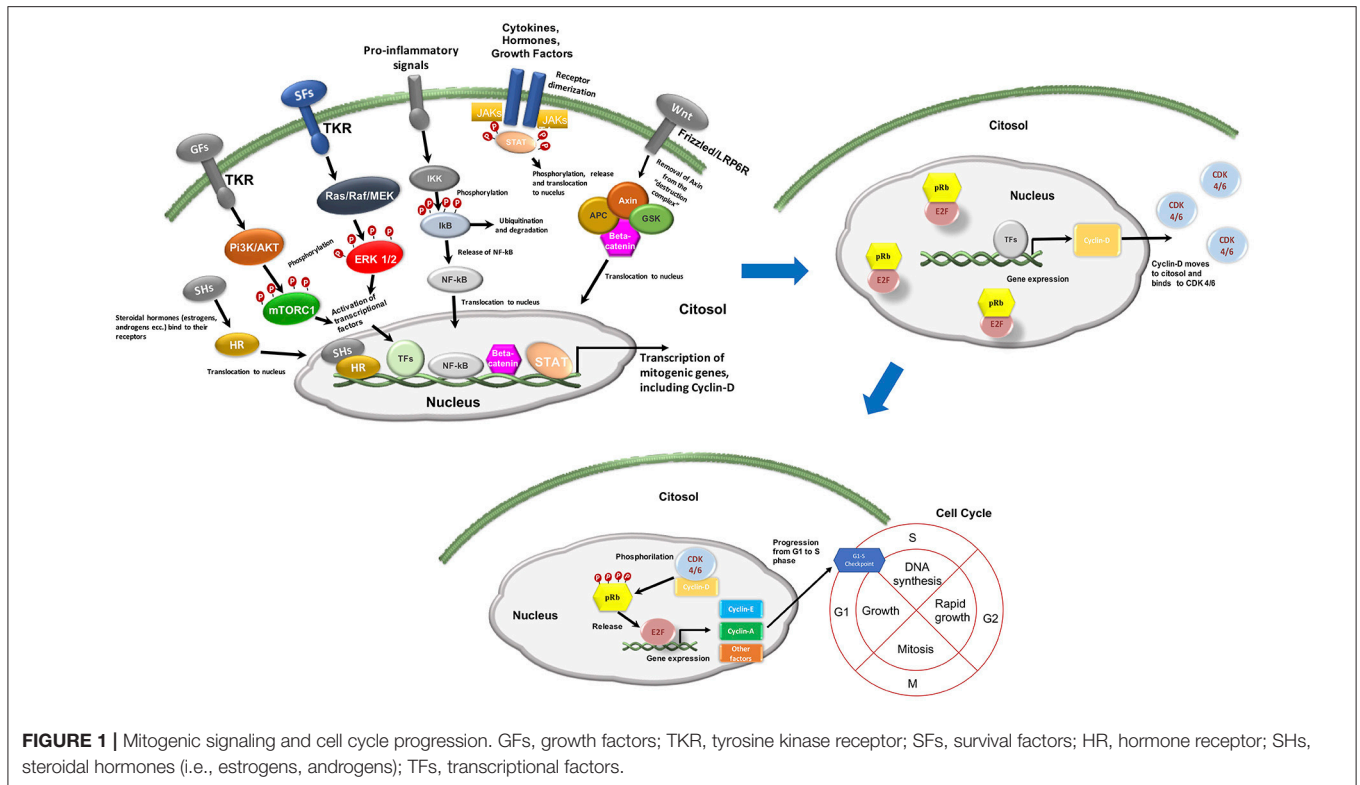 Cytokines,
Hormones,
Growth Factors
Pro-inflammatory
signals
Receptor
dimerization
JAKs
JAKs
STAT
P
P
P
P
Phosphorylation, release
and translocation
to nucelus
SFs
TKR
GFs
TKR
Wnt
Frizzled/LRP6R
Removal of Axin
from the
"destruction
complex"
Ras/Raf/MEK
IKK
Phosphorylation
P
P
P
P
IkB
Ubiquitination
and degradation
Axin
APC
GSK
Beta-
catenin
Pi3K/AKT
Phosphorylation
P
P
P
P
ERK 1/2
Release of NF-kB
NF-kB
Translocation to nucleus
Translocation to nucleus
SHs
P
P
P
P
mTORC1
Activation of
transcriptional
factors
Steroidal hormones (estrogens,
androgens ecc.) bind to their
receptors
HR
Translocation to nucleus
Citosol
SHs
HR
TFs
NF-kB
Beta-
catenin
STAT
Nucleus
Transcription of
mitogenic genes,
including Cyclin-D
Citosol
Nucleus
pRb
E2F
pRb
E2F
pRb
E2F
TFs
Gene expression
Cyclin-D
CDK
4/6
CDK
4/6
CDK
4/6
Cyclin-D moves
to citosol and
binds to CDK 4/6
Citosol
Nucleus
Phosphorilation
CDK
4/6
Cyclin-D
P
P
P
P
pRb
Release
E2F
Gene expression
Cyclin-E
Cyclin-A
Other
factors
Progression
from G1 to S
phase
Cell Cycle
G1-S
Checkpoint
S
DNA
synthesis
G1
Growth
Rapid
growth
G2
Mitosis
M
FIGURE 1 | Mitogenic signaling and cell cycle progression. GFs, growth factors; TKR, tyrosine kinase receptor; SFs, survival factors; HR, hormone receptor; SHs,
steroidal hormones (i.e., estrogens, androgens); TFs, transcriptional factors.